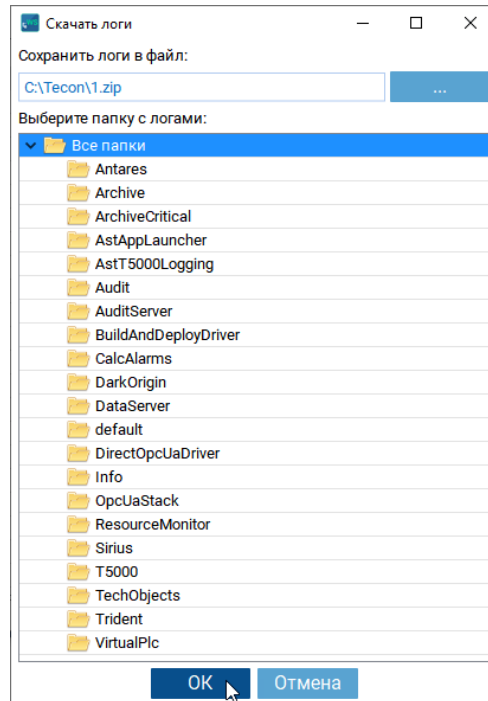 Скачать логи
Сохранить логи в файл:
C:\Tecon\1.zip
...
Выберите папку с логами:
Все папки
Antares
Archive
ArchiveCritical
AstAppLauncher
AstT5000Logging
Audit
AuditServer
BuildAndDeployDriver
CalcAlarms
DarkOrigin
DataServer
default
DirectOpcUaDriver
Info
OpcUaStack
ResourceMonitor
Sirius
T5000
TechObjects
Trident
VirtualPlc
ОК Отмена